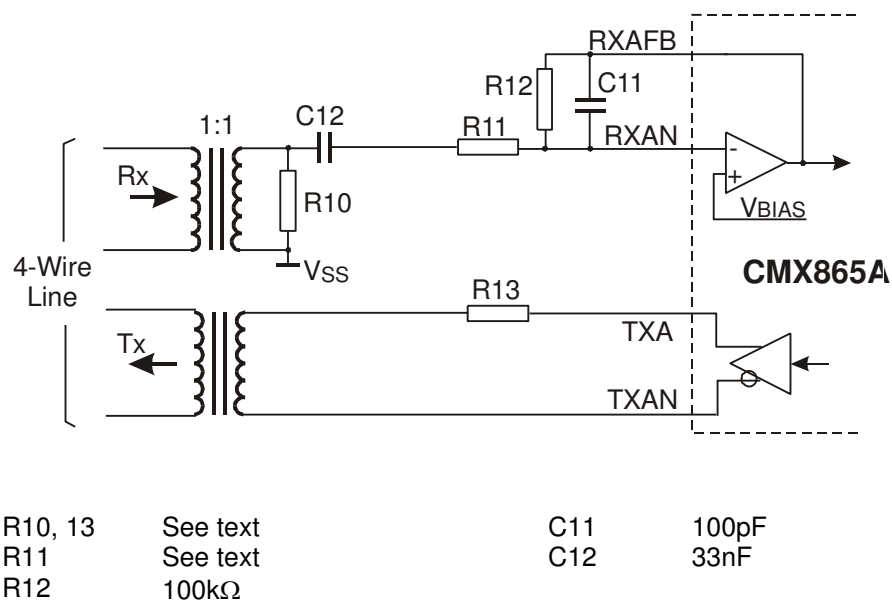 RXAFB
R12
C11
C12
1:1
R11
RXAN
-
Rx
+
R10
VBIAS
4-Wire
Line
VSS
CMX865A
R13
TXA
Tx
TXAN
R10, 13 See text C11 100pF
R11 See text C12 33nF
R12 100kΩ